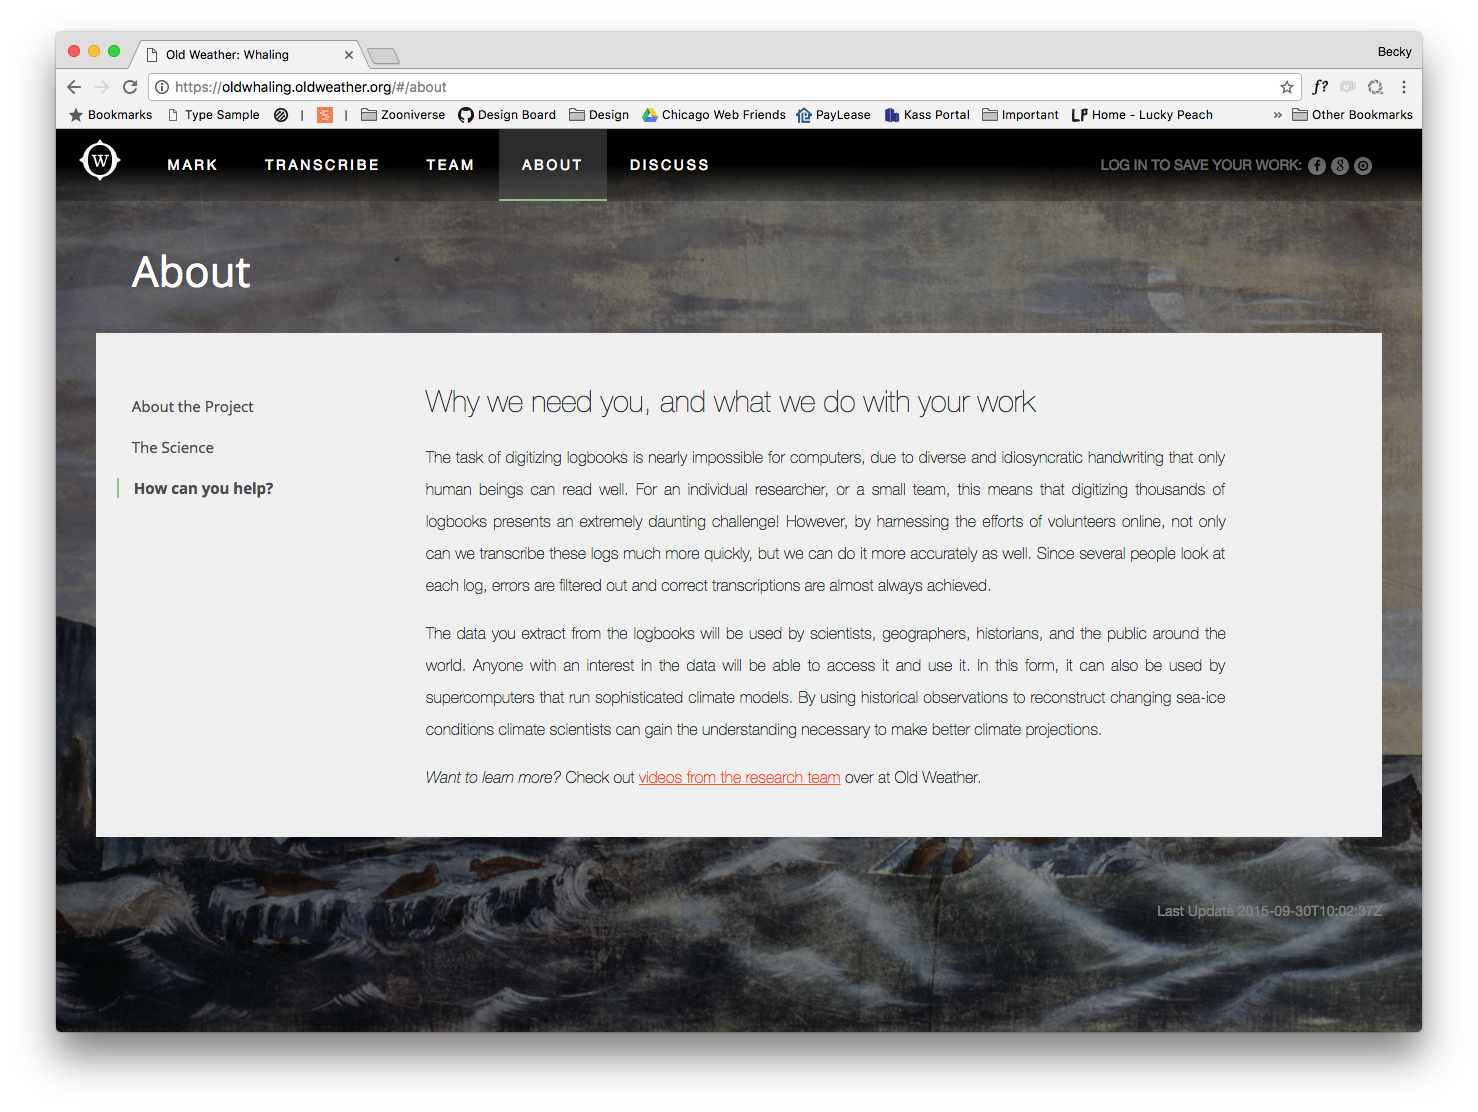 Old Weather: Whaling
Becky
https://oldwhaling.oldweather.org/#/about
f?
Bookmarks Type Sample | | Zooniverse Design Board Design Chicago Web Friends PayLease Kass Portal Important LP Home - Lucky Peach » Other Bookmarks
W MARK TRANSCRIBE TEAM ABOUT DISCUSS LOG IN TO SAVE YOUR WORK:
About
About the Project
The Science
How can you help?
Why we need you, and what we do with your work
The task of digitizing logbooks is nearly impossible for computers, due to diverse and idiosyncratic handwriting that only
human beings can read well. For an individual researcher, or a small team, this means that digitizing thousands of
logbooks presents an extremely daunting challenge! However, by harnessing the efforts of volunteers online, not only
can we transcribe these logs much more quickly, but we can do it more accurately as well. Since several people look at
each log, errors are filtered out and correct transcriptions are almost always achieved.
The data you extract from the logbooks will be used by scientists, geographers, historians, and the public around the
world. Anyone with an interest in the data will be able to access it and use it. In this form, it can also be used by
supercomputers that run sophisticated climate models. By using historical observations to reconstruct changing sea-ice
conditions climate scientists can gain the understanding necessary to make better climate projections.
Want to learn more? Check out videos from the research team over at Old Weather.
Last Update 2015-09-30T10:02:37Z